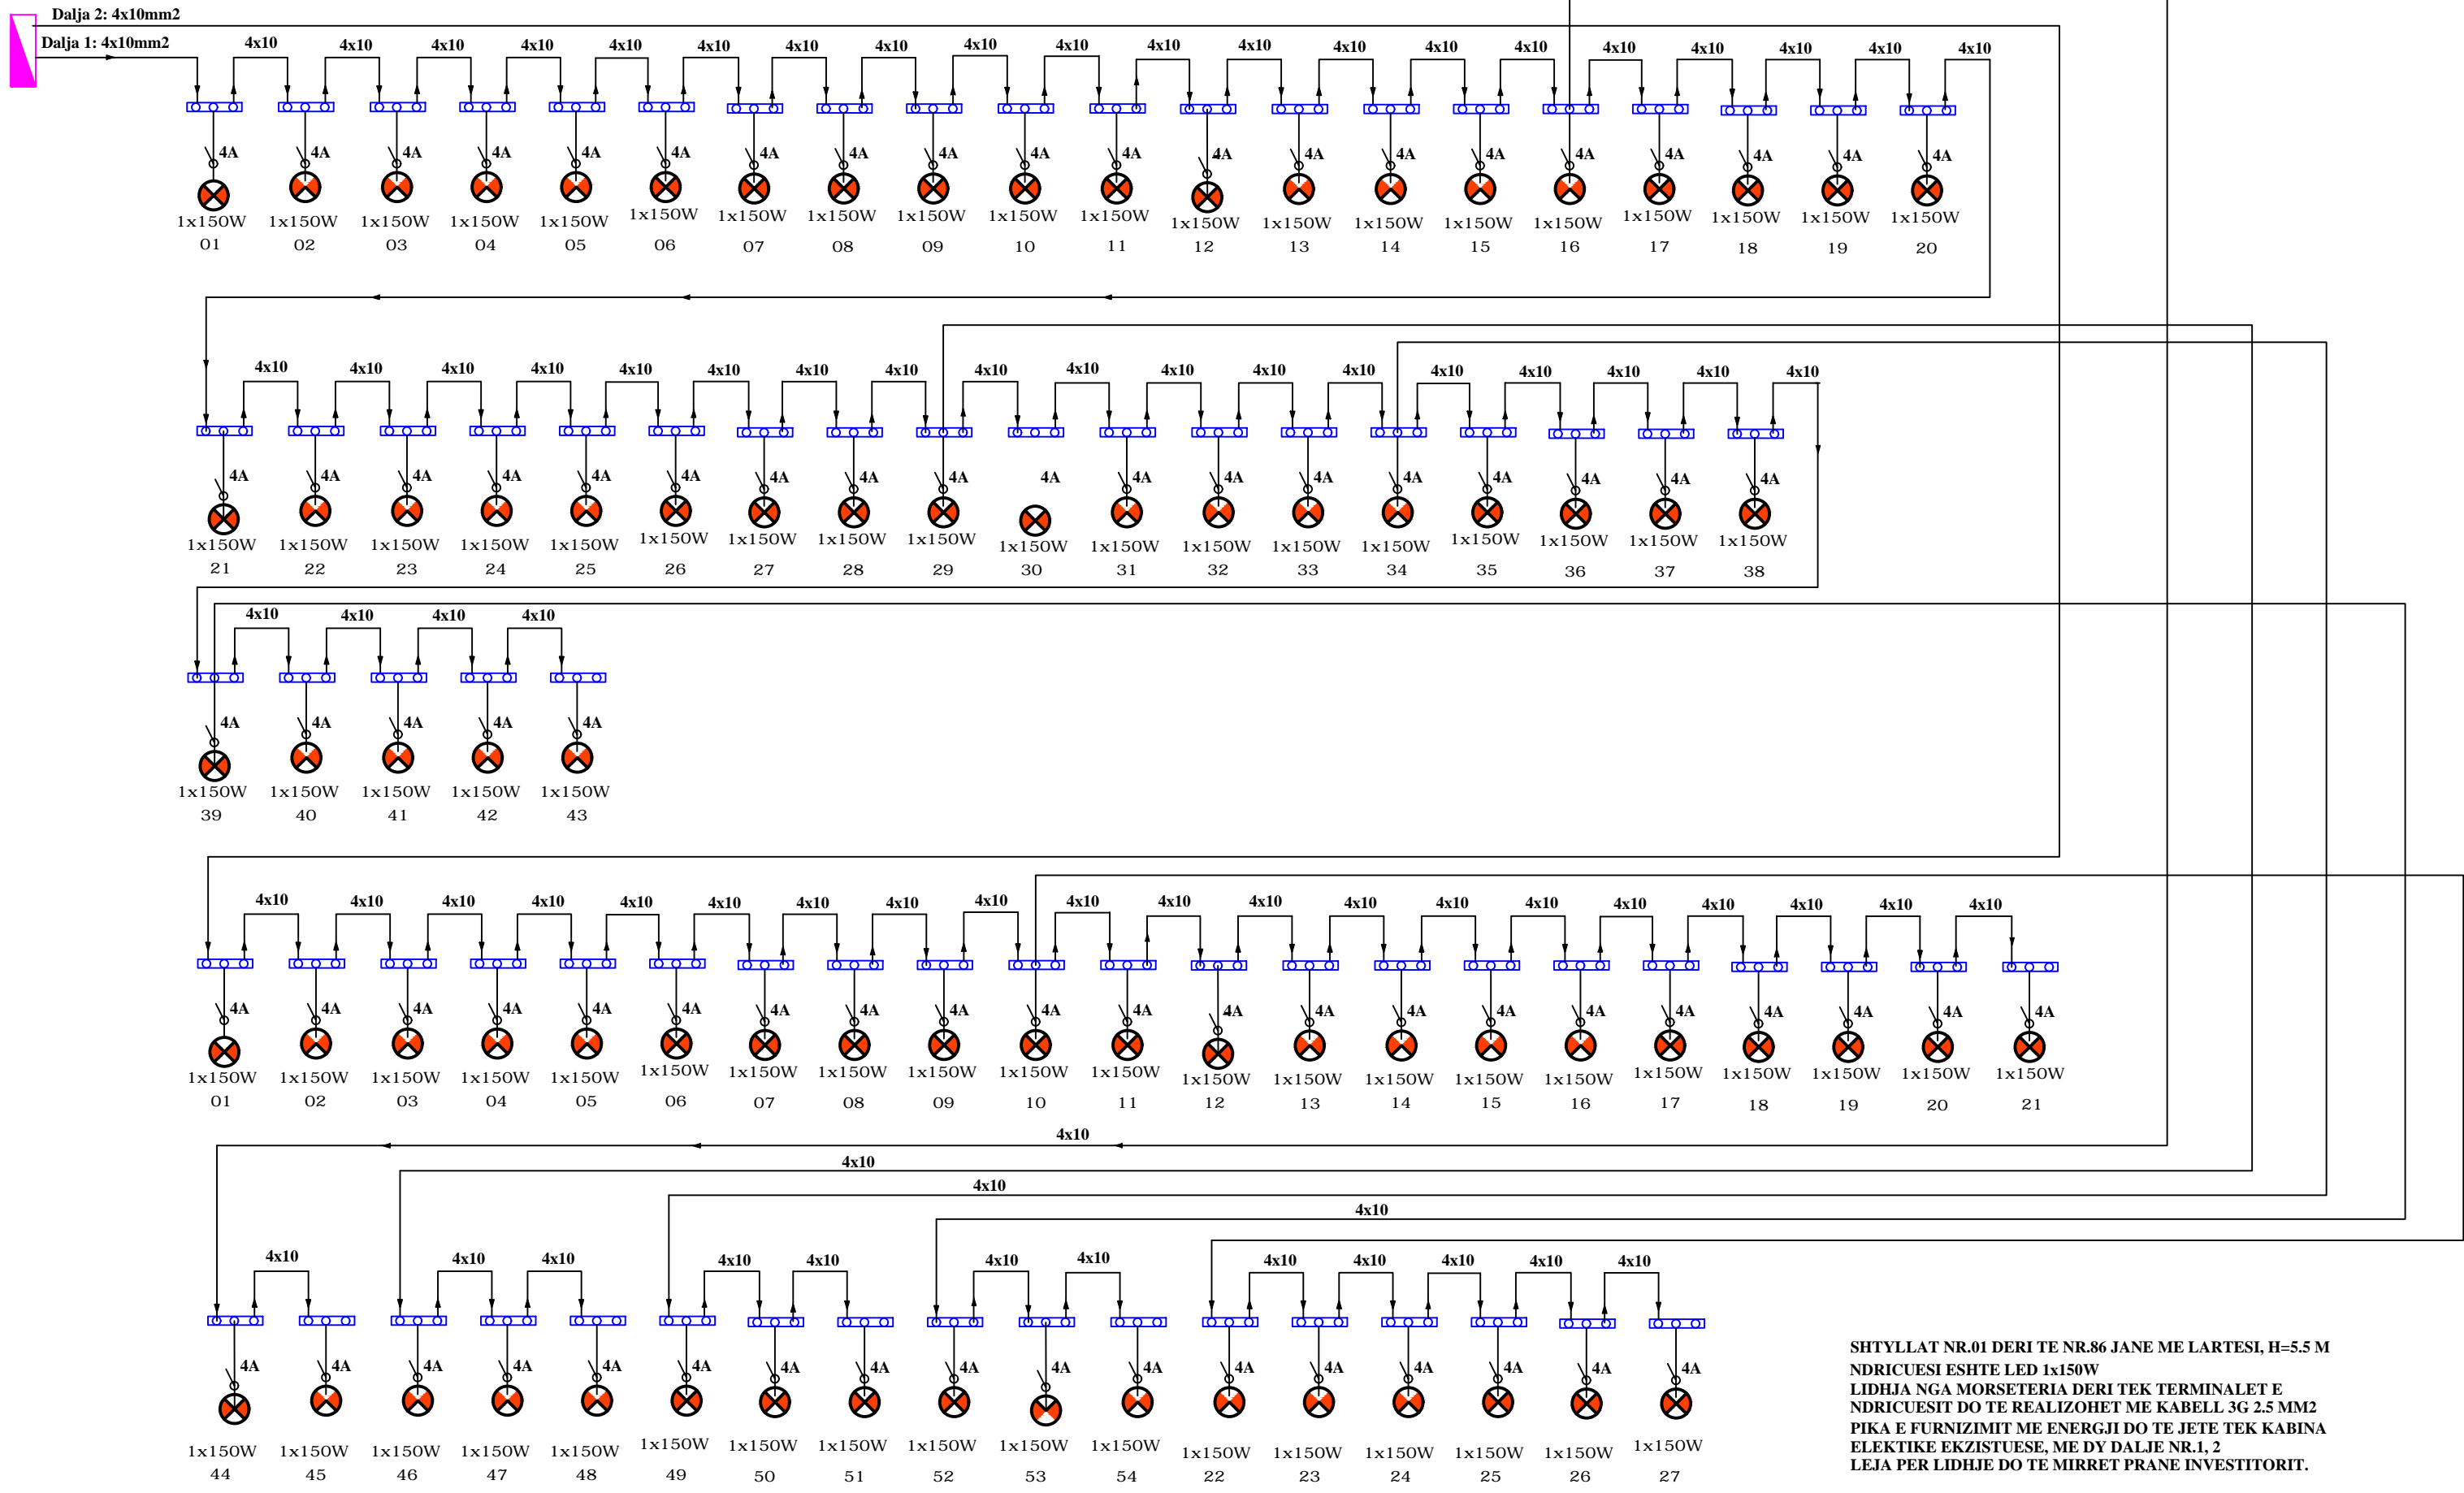 Dalja 2: 4x10mm2
Dalja 1: 4x10mm2 4x10 4x10 4x10 4x10 4x10 4x10 4x10 4x10 4x10 4x10 4x10 4x10 4x10 4x10 4x10 4x10 4x10 4x10 4x10 4x10
4A 4A 4A 4A 4A 4A 4A 4A 4A 4A 4A 4A 4A 4A 4A 4A 4A 4A 4A 4A
1x150W 1x150W 1x150W 1x150W 1x150W 1x150W 1x150W 1x150W 1x150W 1x150W 1x150W 1x150W 1x150W 1x150W 1x150W 1x150W 1x150W 1x150W 1x150W 1x150W
01 02 03 04 05 06 07 08 09 10 11 12 13 14 15 16 17 18 19 20
4x10 4x10 4x10 4x10 4x10 4x10 4x10 4x10 4x10 4x10 4x10 4x10 4x10 4x10 4x10 4x10 4x10 4x10
4A 4A 4A 4A 4A 4A 4A 4A 4A 4A 4A 4A 4A 4A 4A 4A 4A 4A
1x150W 1x150W 1x150W 1x150W 1x150W 1x150W 1x150W 1x150W 1x150W 1x150W 1x150W 1x150W 1x150W 1x150W 1x150W 1x150W 1x150W 1x150W
21 22 23 24 25 26 27 28 29 30 31 32 33 34 35 36 37 38
4x10 4x10 4x10 4x10
4A 4A 4A 4A 4A
1x150W 1x150W 1x150W 1x150W 1x150W
39 40 41 42 43
4x10 4x10 4x10 4x10 4x10 4x10 4x10 4x10 4x10 4x10 4x10 4x10 4x10 4x10 4x10 4x10 4x10 4x10 4x10 4x10
4A 4A 4A 4A 4A 4A 4A 4A 4A 4A 4A 4A 4A 4A 4A 4A 4A 4A 4A 4A 4A
1x150W 1x150W 1x150W 1x150W 1x150W 1x150W 1x150W 1x150W 1x150W 1x150W 1x150W 1x150W 1x150W 1x150W 1x150W 1x150W 1x150W 1x150W 1x150W 1x150W 1x150W
01 02 03 04 05 06 07 08 09 10 11 12 13 14 15 16 17 18 19 20 21
4x10
4x10
4x10
4x10
4x10 4x10 4x10 4x10 4x10 4x10 4x10 4x10 4x10 4x10 4x10 4x10
4A 4A 4A 4A 4A 4A 4A 4A 4A 4A 4A 4A 4A 4A 4A 4A 4A
1x150W 1x150W 1x150W 1x150W 1x150W 1x150W 1x150W 1x150W 1x150W 1x150W 1x150W 1x150W 1x150W 1x150W 1x150W 1x150W 1x150W
44 45 46 47 48 49 50 51 52 53 54 22 23 24 25 26 27
SHTYLLAT NR.01 DERI TE NR.86 JANE ME LARTESI, H=5.5 M
NDRICUESI ESHTE LED 1x150W
LIDHJA NGA MORSETERIA DERI TEK TERMINALET E
NDRICUESIT DO TE REALIZOHET ME KABELL 3G 2.5 MM2
PIKA E FURNIZIMIT ME ENERGJI DO TE JETE TEK KABINA
ELEKTIKE EKZISTUESE, ME DY DALJE NR.1, 2
LEJA PER LIDHJE DO TE MIRRET PRANE INVESTITORIT.